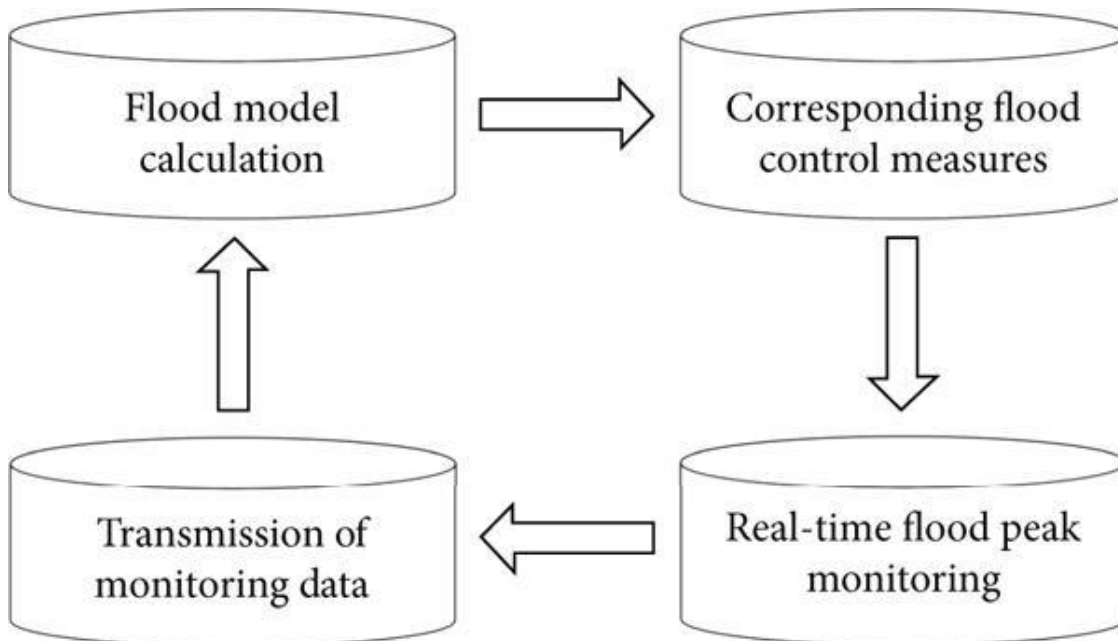 Flood model
calculation
Corresponding flood
control measures
Transmission of
monitoring data
Real-time flood peak
monitoring